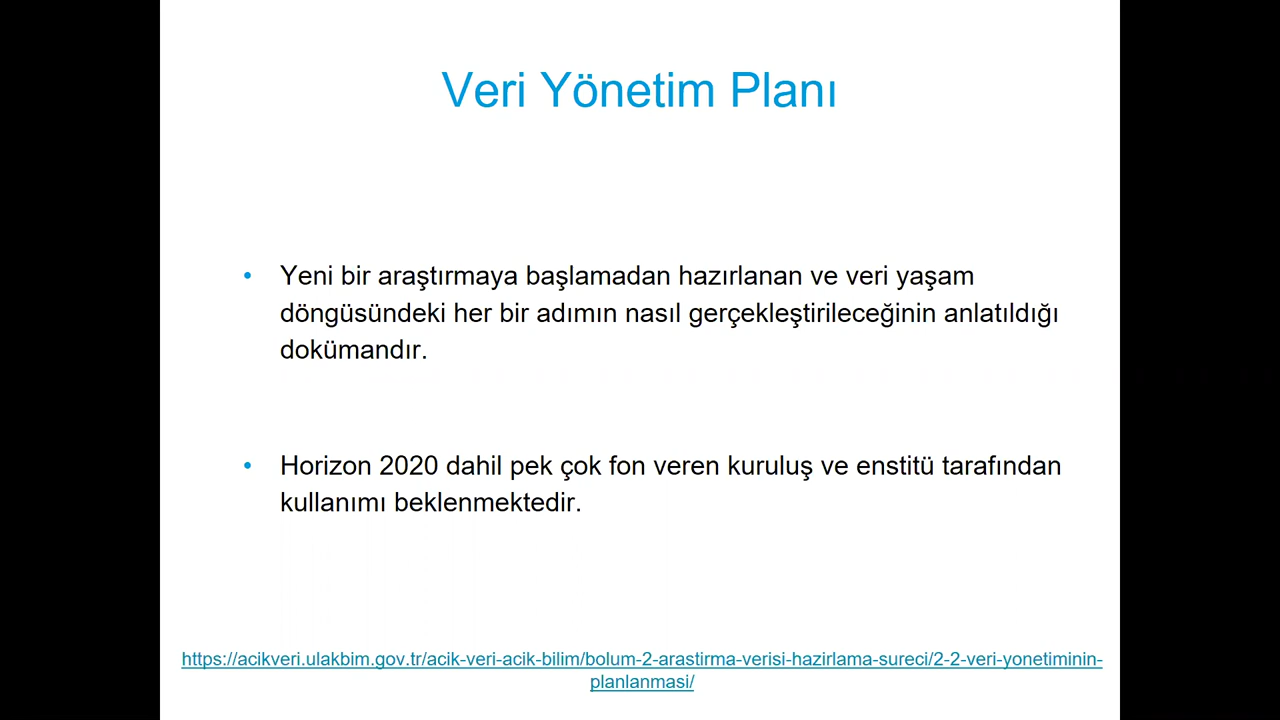 Veri Yönetim Planı
• Yeni bir araştırmaya başlamadan hazırlanan ve veri yaşam
döngüsündeki her bir adımın nasıl gerçekleştirileceğinin anlatıldığı
dokümandır.
• Horizon 2020 dahil pek çok fon veren kuruluş ve enstitü tarafından
kullanımı beklenmektedir.
https://acikveri.ulakbim.gov.tr/acik-veri-acik-bilim/bolum-2-arastirma-verisi-hazirlama-sureci/2-2-veri-yonetiminin-
planlanmasi/